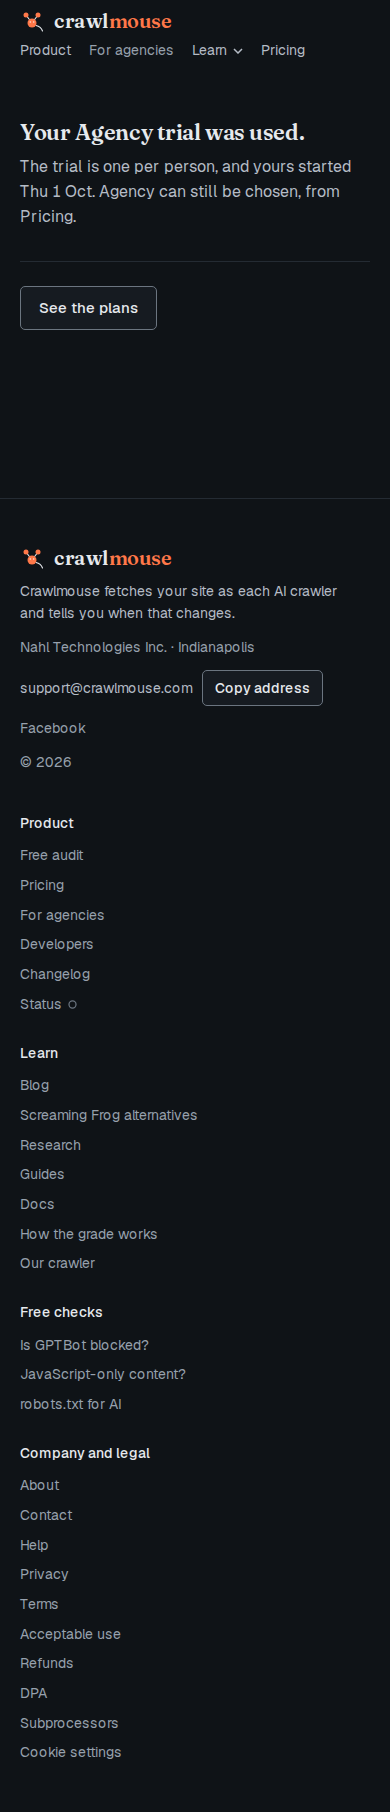 crawlmouse
Product For agencies Learn Pricing
Your Agency trial was used.
The trial is one per person, and yours started
Thu 1 Oct. Agency can still be chosen, from
Pricing.
See the plans
crawlmouse
Crawlmouse fetches your site as each AI crawler
and tells you when that changes.
Nahl Technologies Inc. · Indianapolis
support@crawlmouse.com Copy address
Facebook
© 2026
Product
Free audit
Pricing
For agencies
Developers
Changelog
Status
Learn
Blog
Screaming Frog alternatives
Research
Guides
Docs
How the grade works
Our crawler
Free checks
Is GPTBot blocked?
JavaScript-only content?
robots.txt for AI
Company and legal
About
Contact
Help
Privacy
Terms
Acceptable use
Refunds
DPA
Subprocessors
Cookie settings